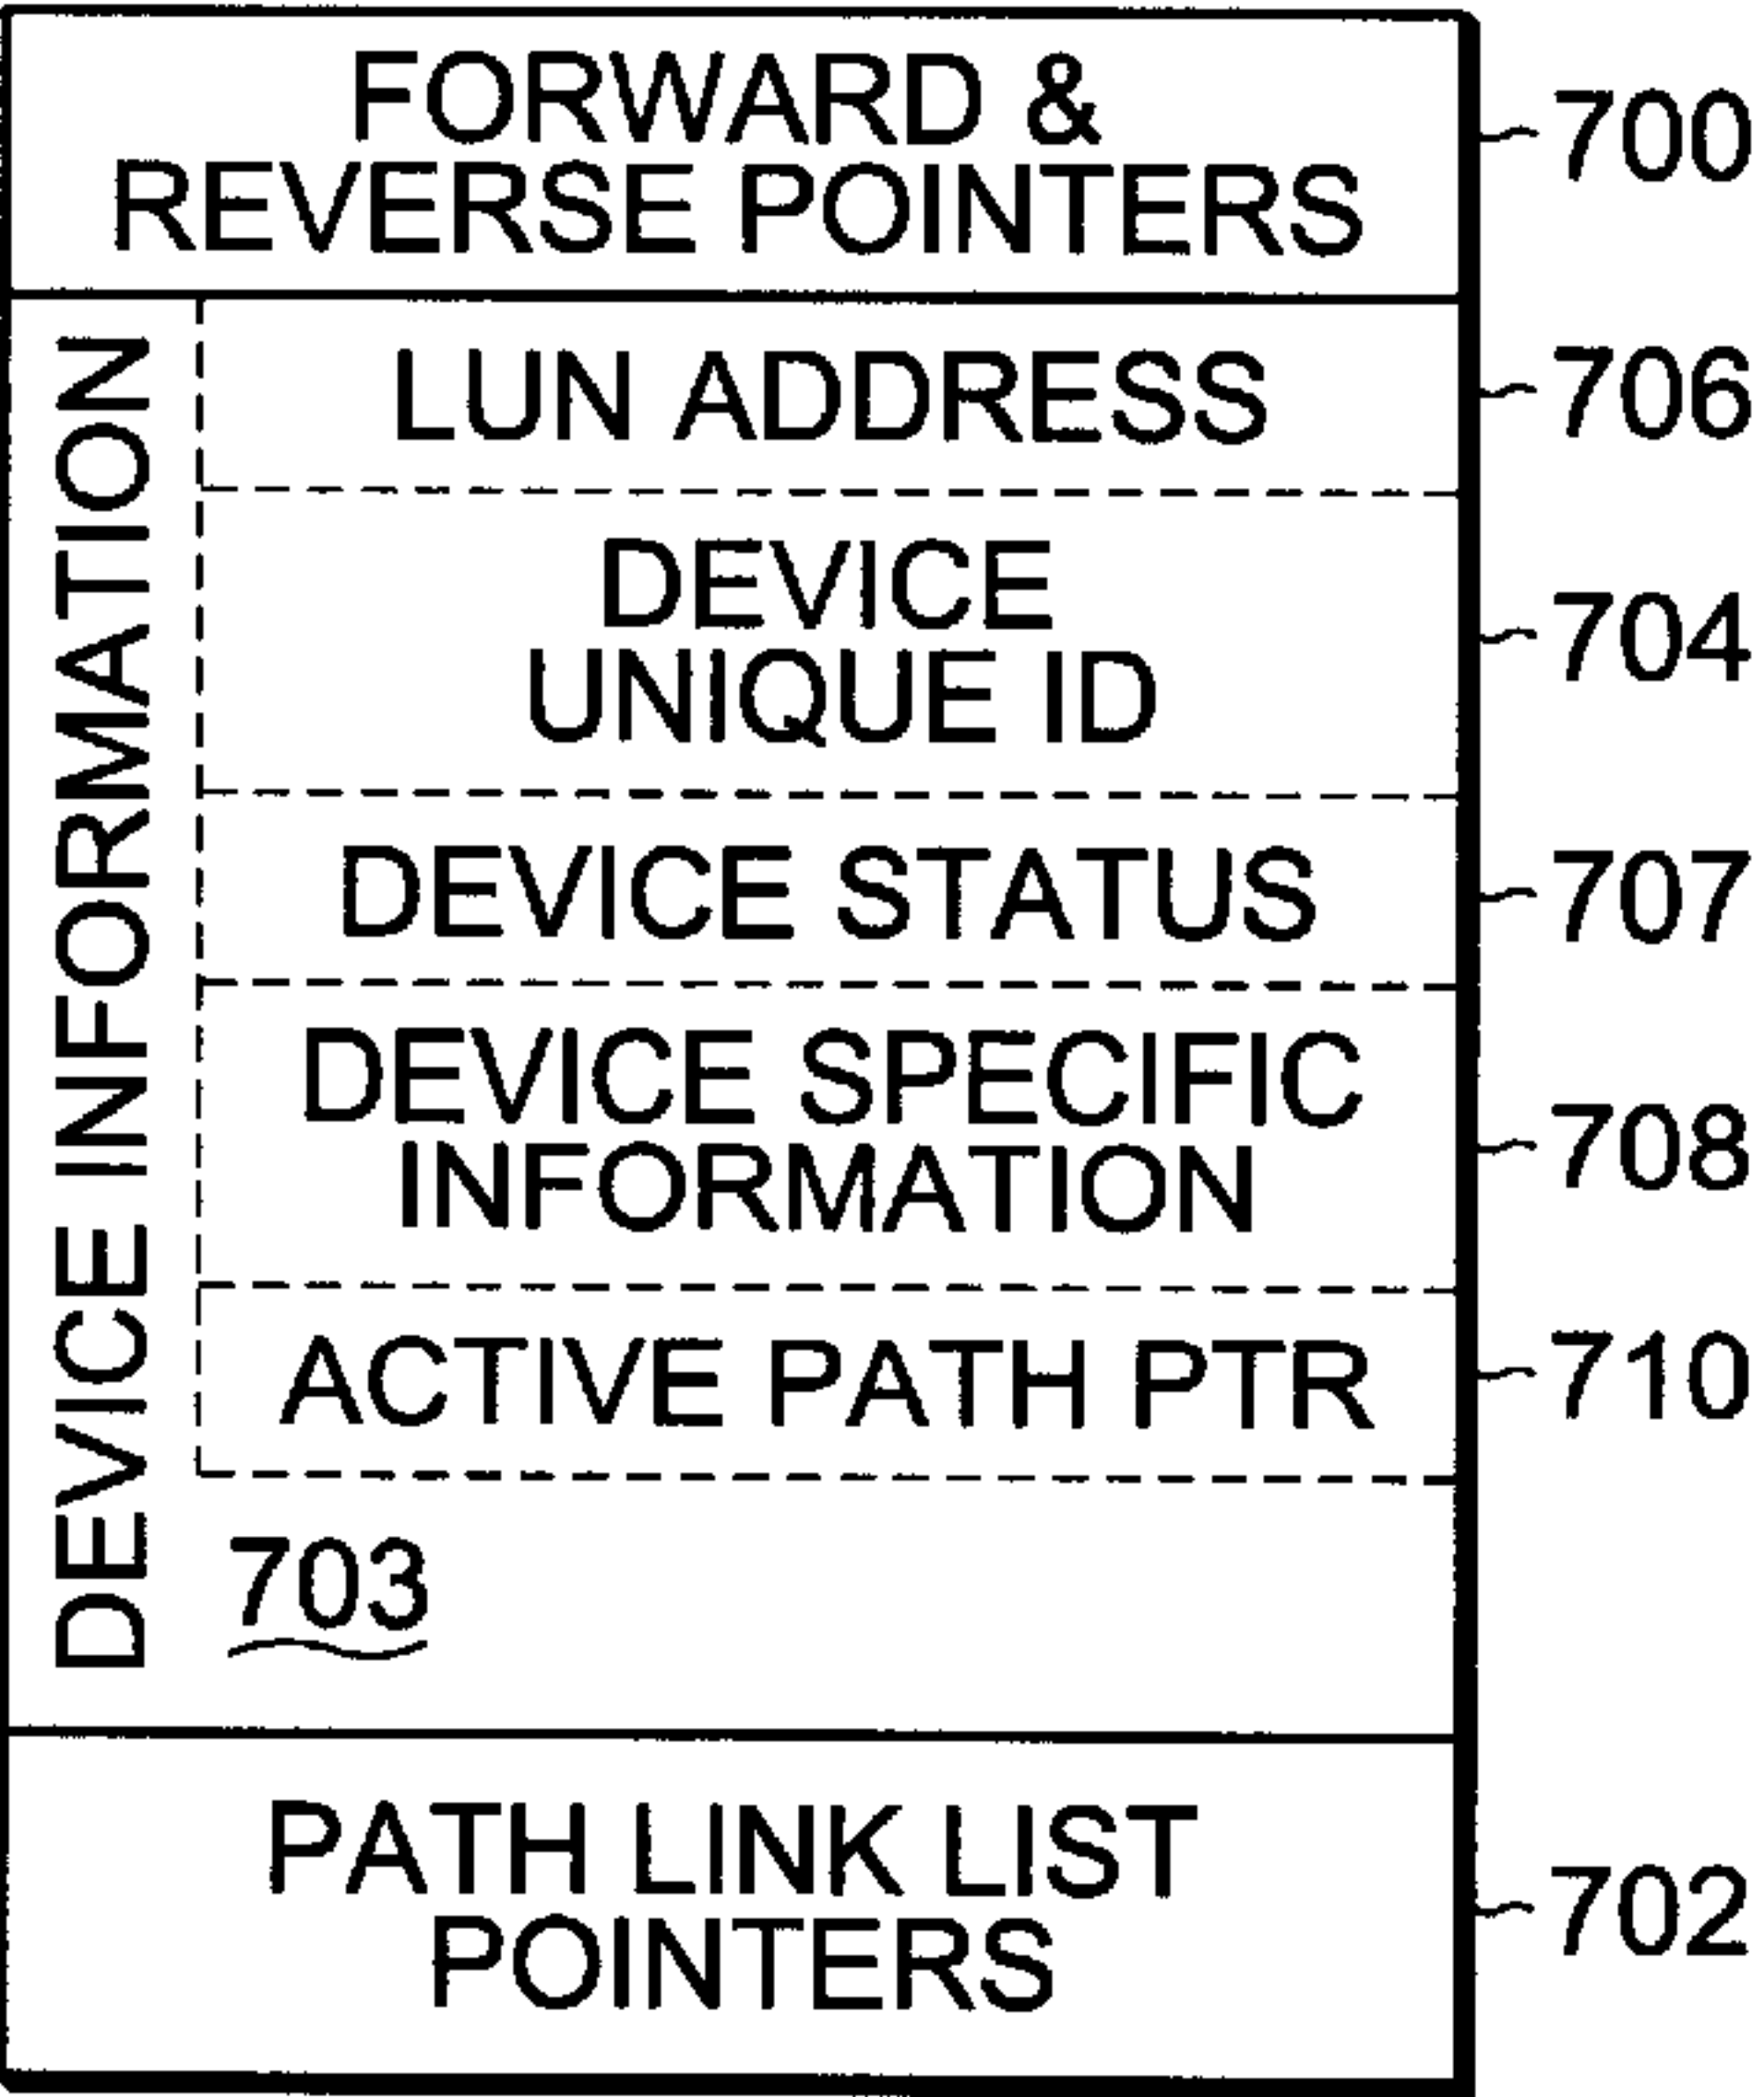 FORWARD &
REVERSE POINTERS
700
DEVICE INFORMATION
LUN ADDRESS
706
DEVICE
UNIQUE ID
704
DEVICE STATUS
707
DEVICE SPECIFIC
INFORMATION
708
ACTIVE PATH PTR
710
703
PATH LINK LIST
POINTERS
702